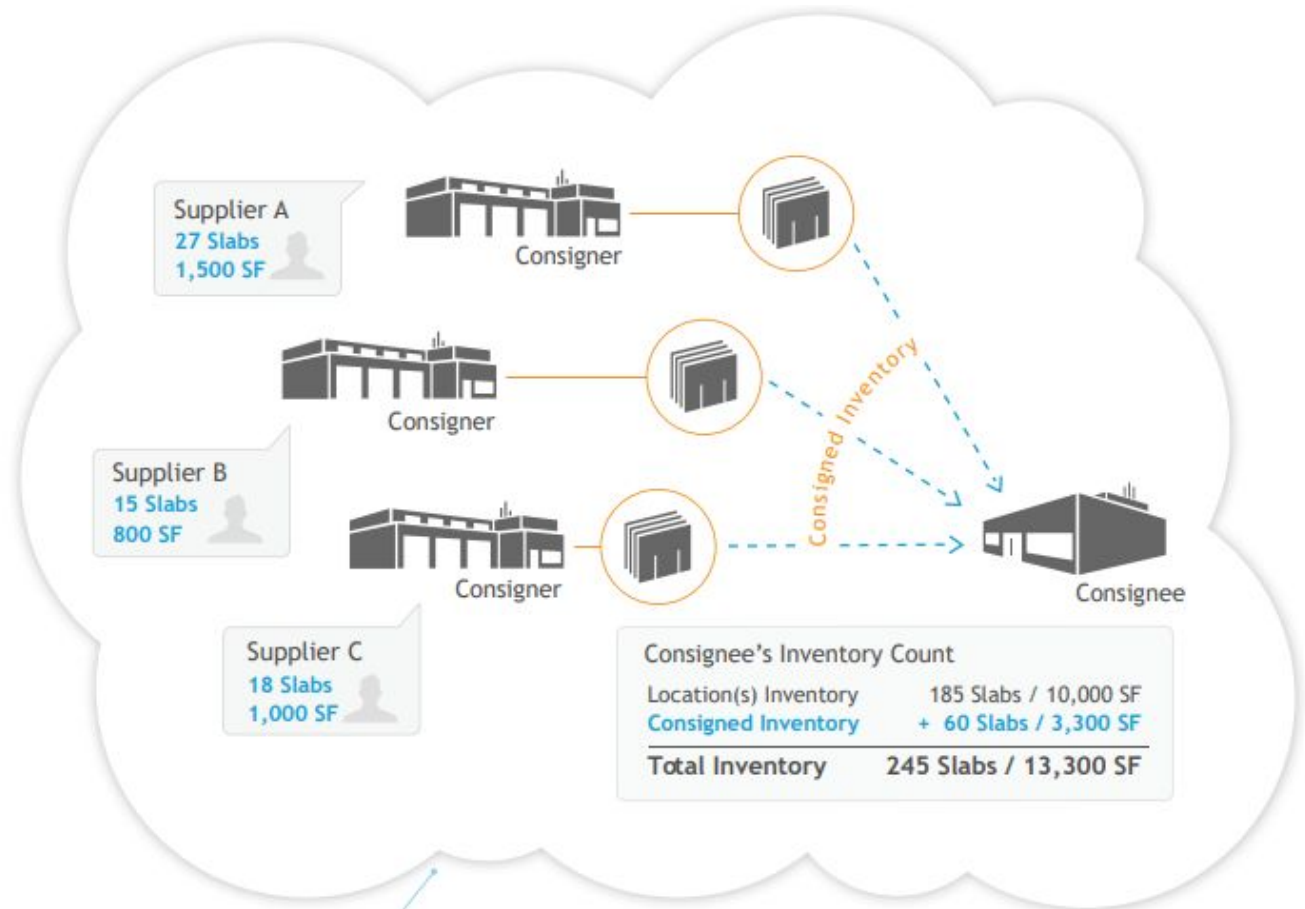 Supplier A
27 Slabs
1,500 SF
Consigner
Consigned Inventory
Supplier B
15 Slabs
800 SF
Consigner
Supplier C
18 Slabs
1,000 SF
Consigner
Consignee
Consignee’s Inventory Count
Location(s) Inventory 185 Slabs / 10,000 SF
Consigned Inventory + 60 Slabs / 3,300 SF
Total Inventory 245 Slabs / 13,300 SF